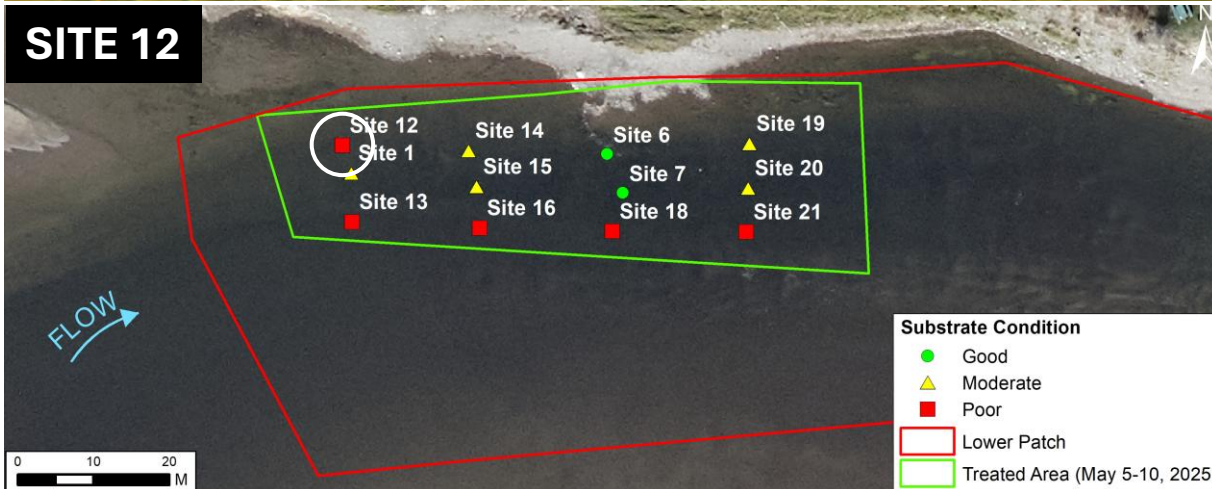 SITE 12
N
Site 12
Site 14
Site 6
Site 19
Site 1
Site 15
Site 7
Site 20
Site 13
Site 16
Site 18
Site 21
FLOW
Substrate Condition
Good
Moderate
Poor
Lower Patch
Treated Area (May 5-10, 2025
0 10 20
M